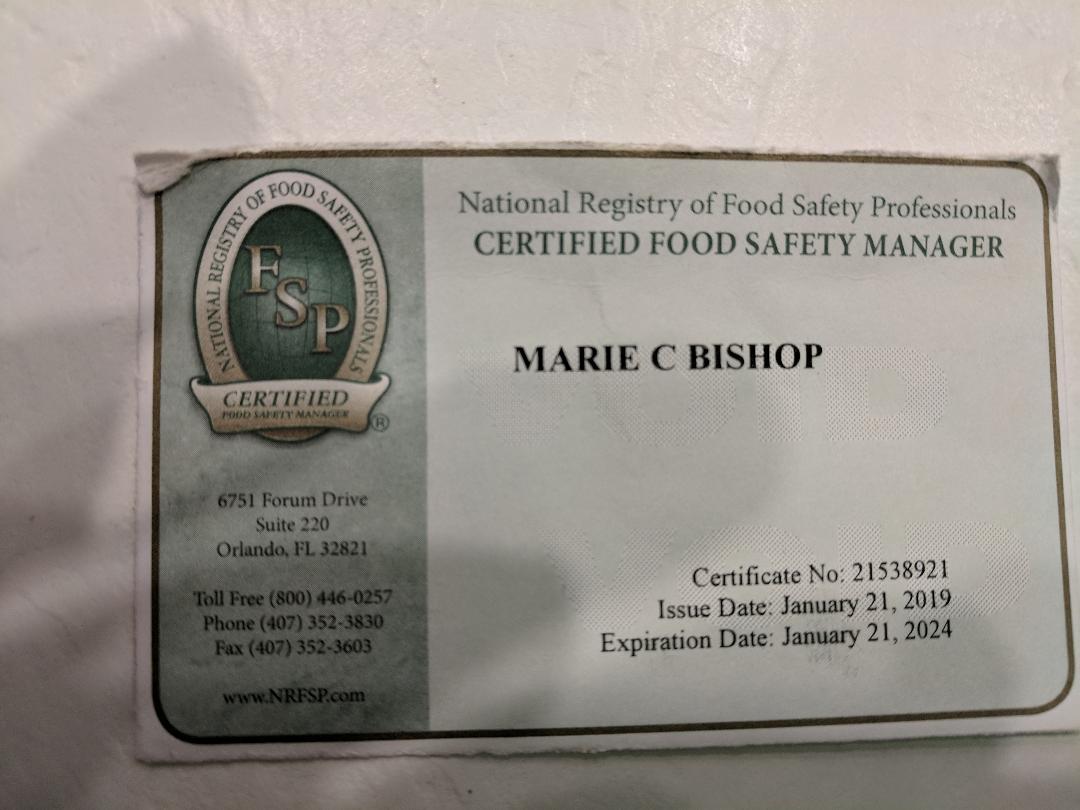 NATIONAL REGISTRY OF FOOD SAFETY PROFESSIONALS
FSP
CERTIFIED
FOOD SAFETY MANAGER
®
6751 Forum Drive
Suite 220
Orlando, FL 32821
Toll Free (800) 446-0257
Phone (407) 352-3830
Fax (407) 352-3603
www.NRFSP.com
National Registry of Food Safety Professionals
CERTIFIED FOOD SAFETY MANAGER
MARIE C BISHOP
VOID
VOID
Certificate No: 21538921
Issue Date: January 21, 2019
Expiration Date: January 21, 2024